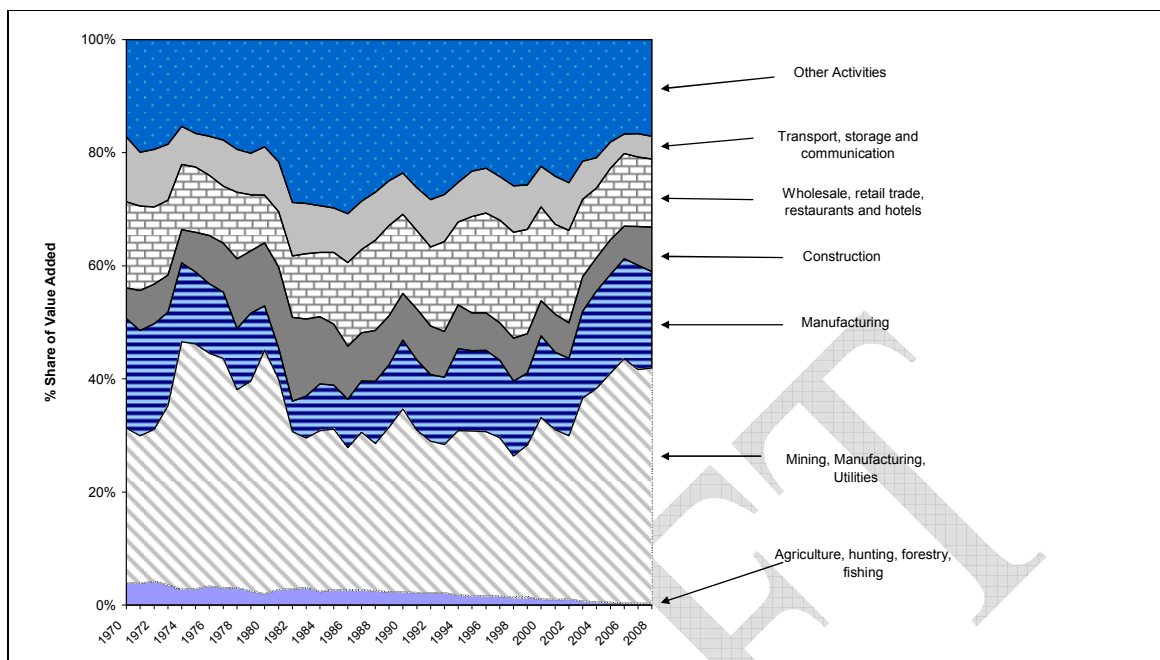 100%
80%
60%
40%
20%
0%
% Share of Value Added
1970
1972
1974
1976
1978
1980
1982
1984
1986
1988
1990
1992
1994
1996
1998
2000
2002
2004
2006
2008
Other Activities
Transport, storage and
communication
Wholesale, retail trade,
restaurants and hotels
Construction
Manufacturing
Mining, Manufacturing,
Utilities
Agriculture, hunting, forestry,
fishing
FT